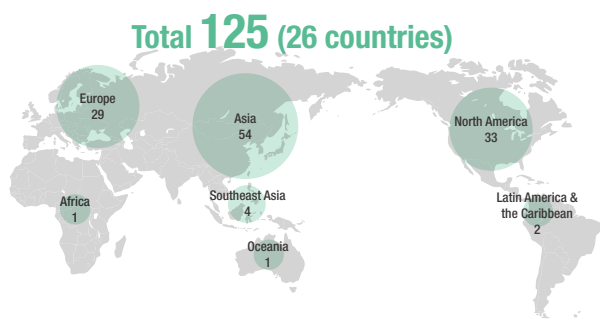 Total 125 (26 countries)
Europe
29
Asia
54
North America
33
Africa
1
Southeast Asia
4
Latin America &
the Caribbean
2
Oceania
1